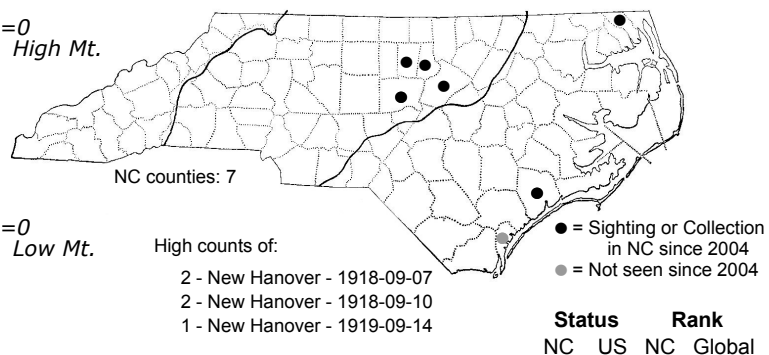 =0
High Mt.
NC counties: 7
=0
Low Mt.
High counts of:
2 - New Hanover - 1918-09-07
2 - New Hanover - 1918-09-10
1 - New Hanover - 1919-09-14
● = Sighting or Collection
in NC since 2004
● = Not seen since 2004
Status Rank
NC US NC Global